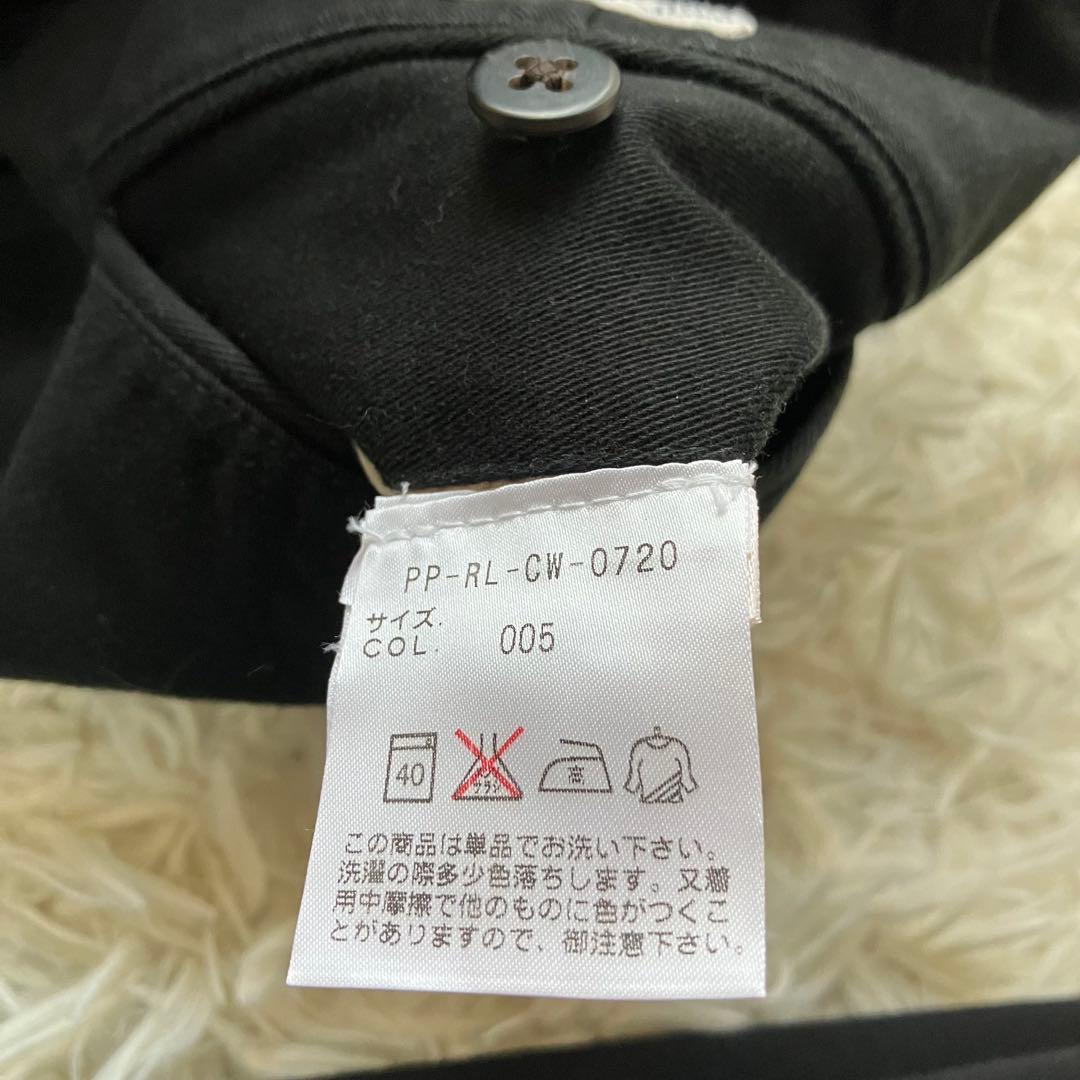 PP-RL-CW-0720
サイズ.
COL. 005
40 高
この商品は単品でお洗い下さい。
洗濯の際多少色落ちします。又着
用中摩擦で他のものに色がつくこ
とがありますので、御注意下さい。